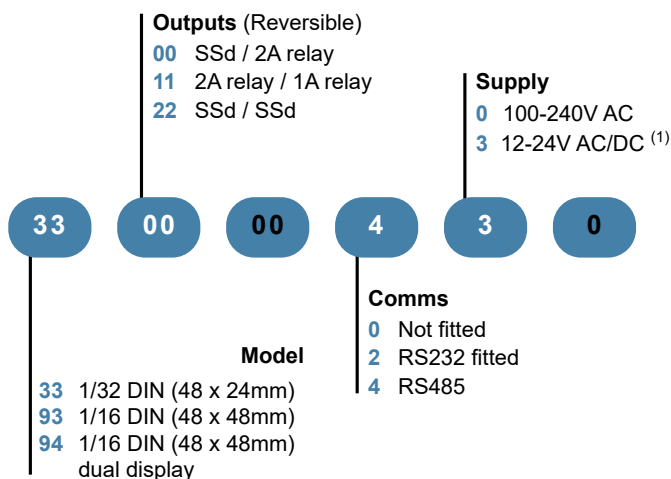 Outputs (Reversible)
00 SSd / 2A relay
11 2A relay / 1A relay
22 SSd / SSd
Supply
0 100-240V AC
3 12-24V AC/DC (1)
33 00 00 4 3 0
Comms
0 Not fitted
2 RS232 fitted
4 RS485
Model
33 1/32 DIN (48 x 24mm)
93 1/16 DIN (48 x 48mm)
94 1/16 DIN (48 x 48mm)
dual display